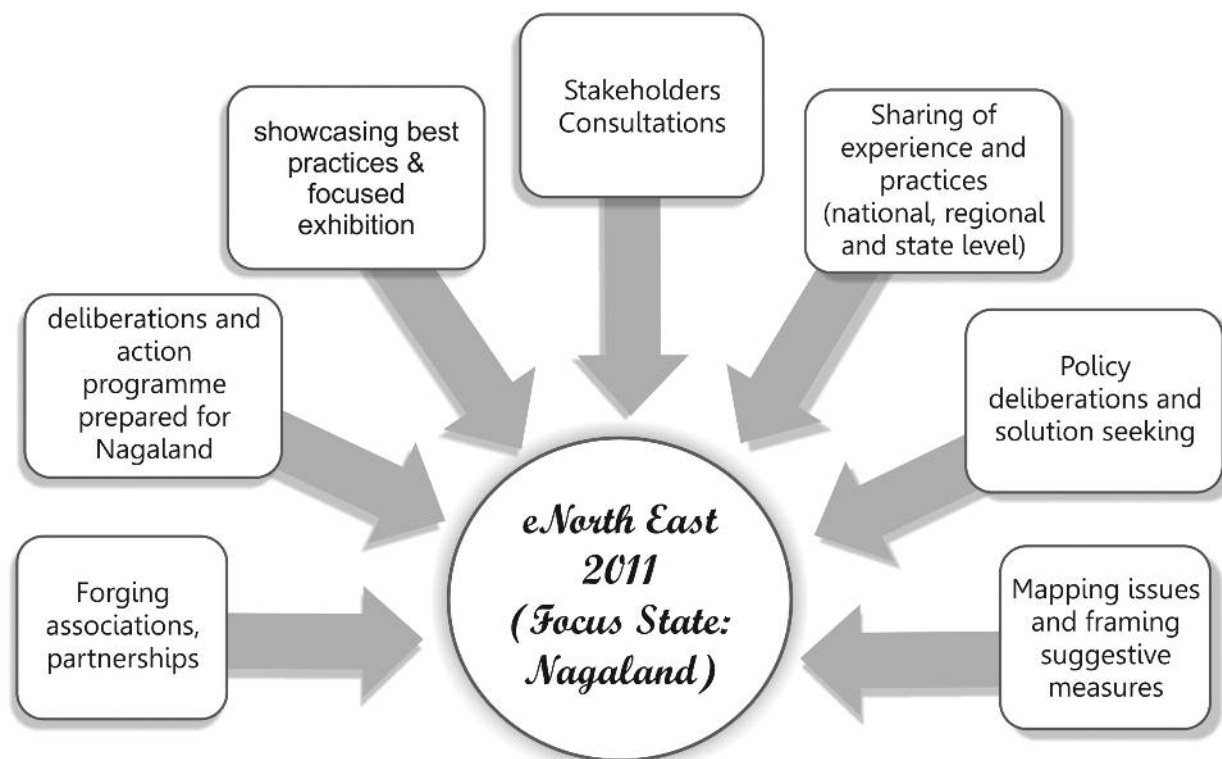 Stakeholders
Consultations
showcasing best
practices &
focused
exhibition
Sharing of
experience and
practices
(national, regional
and state level)
deliberations and
action
programme
prepared for
Nagaland
Policy
deliberations and
solution seeking
Forging
associations,
partnerships
eNorth East
2011
(Focus State:
Nagaland)
Mapping issues
and framing
suggestive
measures